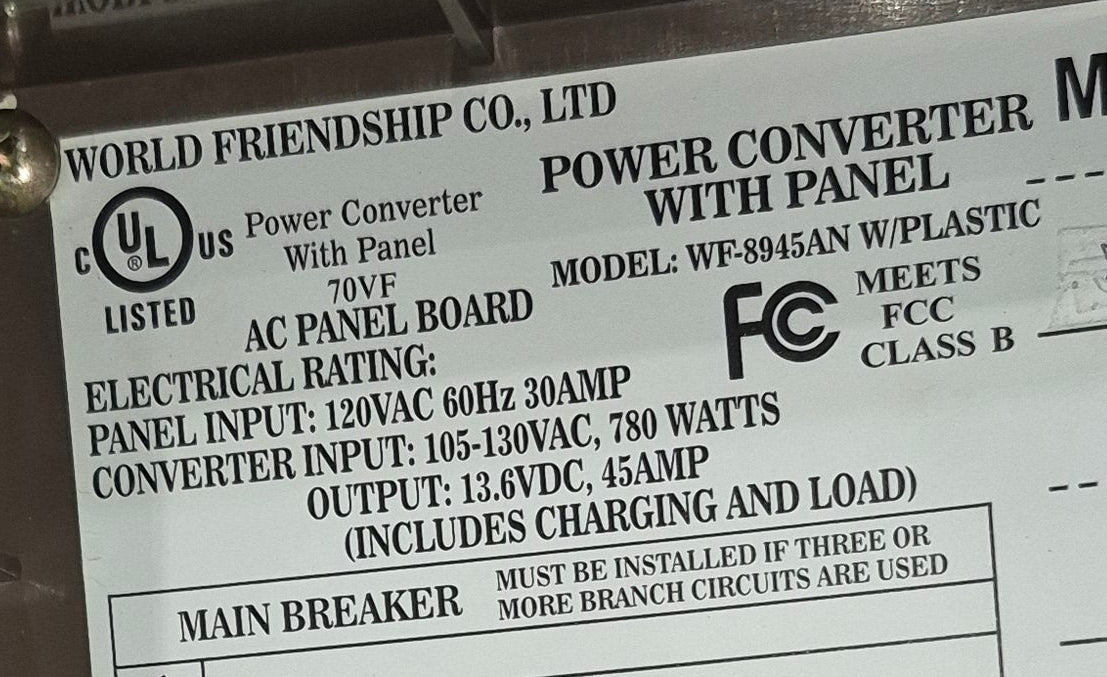 WORLD FRIENDSHIP CO., LTD
C UL ® US
LISTED
Power Converter
With Panel
70VF
AC PANEL BOARD
POWER CONVERTER
WITH PANEL
MODEL: WF-8945AN W/PLASTIC
FC
MEETS
FCC
CLASS B
ELECTRICAL RATING:
PANEL INPUT: 120VAC 60Hz 30AMP
CONVERTER INPUT: 105-130VAC, 780 WATTS
OUTPUT: 13.6VDC, 45AMP
(INCLUDES CHARGING AND LOAD)
MAIN BREAKER
MUST BE INSTALLED IF THREE OR
MORE BRANCH CIRCUITS ARE USED
M